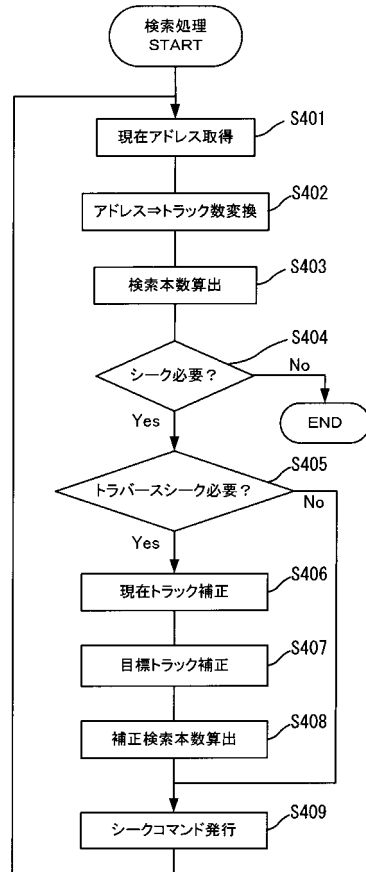 検索処理
START
S401
現在アドレス取得
S402
アドレス⇒トラック数変換
S403
検索本数算出
S404
シーク必要？
No
Yes
END
S405
トラバースシーク必要？
No
Yes
S406
現在トラック補正
S407
目標トラック補正
S408
補正検索本数算出
S409
シークコマンド発行